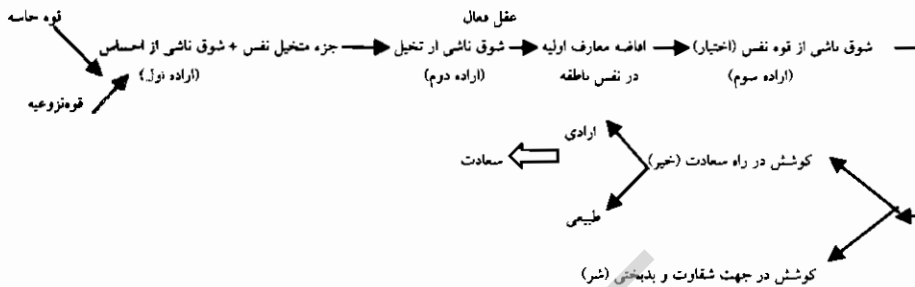 قوه حاسه
قوه‌نزوعیه
جزء متخیل نفس + شوق ناشی از احساس
(اراده اول)
شوق ناشی از تخیل
(اراده دوم)
عقل فعال
افاضه معارف اولیه
در نفس ناطقه
شوق ناشی از قوه نفس (اختیار)
(اراده سوم)
کوشش در راه سعادت (خیر)
ارادی
طبیعی
سعادت
کوشش در جهت شقاوت و بدبختی (شر)